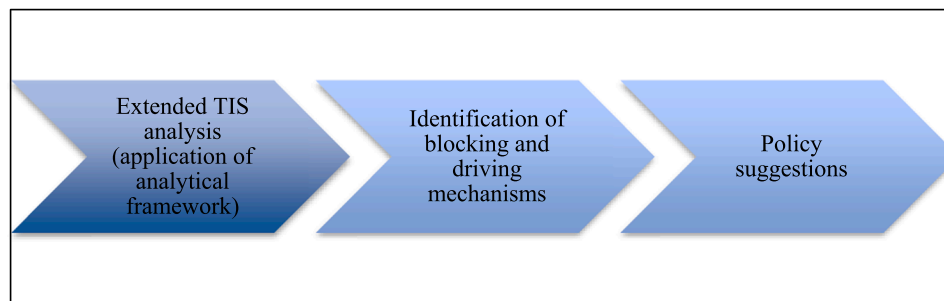 Extended TIS
analysis
(application of
analytical
framework)
Identification of
blocking and
driving
mechanisms
Policy
suggestions